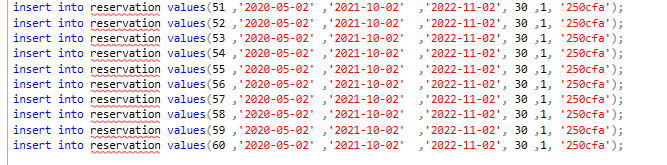 insert into reservation values(51 ,'2020-05-02' ,'2021-10-02'  ,'2022-11-02', 30 ,1, '250cfa');
insert into reservation values(52 ,'2020-05-02' ,'2021-10-02'  ,'2022-11-02', 30 ,1, '250cfa');
insert into reservation values(53 ,'2020-05-02' ,'2021-10-02'  ,'2022-11-02', 30 ,1, '250cfa');
insert into reservation values(54 ,'2020-05-02' ,'2021-10-02'  ,'2022-11-02', 30 ,1, '250cfa');
insert into reservation values(55 ,'2020-05-02' ,'2021-10-02'  ,'2022-11-02', 30 ,1, '250cfa');
insert into reservation values(56 ,'2020-05-02' ,'2021-10-02'  ,'2022-11-02', 30 ,1, '250cfa');
insert into reservation values(57 ,'2020-05-02' ,'2021-10-02'  ,'2022-11-02', 30 ,1, '250cfa');
insert into reservation values(58 ,'2020-05-02' ,'2021-10-02'  ,'2022-11-02', 30 ,1, '250cfa');
insert into reservation values(59 ,'2020-05-02' ,'2021-10-02'  ,'2022-11-02', 30 ,1, '250cfa');
insert into reservation values(60 ,'2020-05-02' ,'2021-10-02'  ,'2022-11-02', 30 ,1, '250cfa');